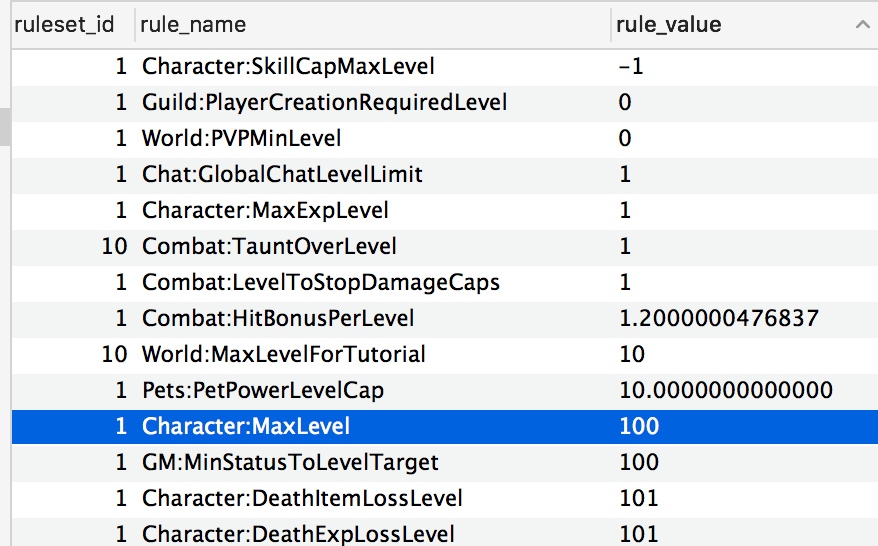 ruleset_id rule_name rule_value
1 Character:SkillCapMaxLevel -1
1 Guild:PlayerCreationRequiredLevel 0
1 World:PVPMinLevel 0
1 Chat:GlobalChatLevelLimit 1
1 Character:MaxExpLevel 1
10 Combat:TauntOverLevel 1
1 Combat:LevelToStopDamageCaps 1
1 Combat:HitBonusPerLevel 1.2000000476837
10 World:MaxLevelForTutorial 10
1 Pets:PetPowerLevelCap 10.0000000000000
1 Character:MaxLevel 100
1 GM:MinStatusToLevelTarget 100
1 Character:DeathItemLossLevel 101
1 Character:DeathExpLossLevel 101